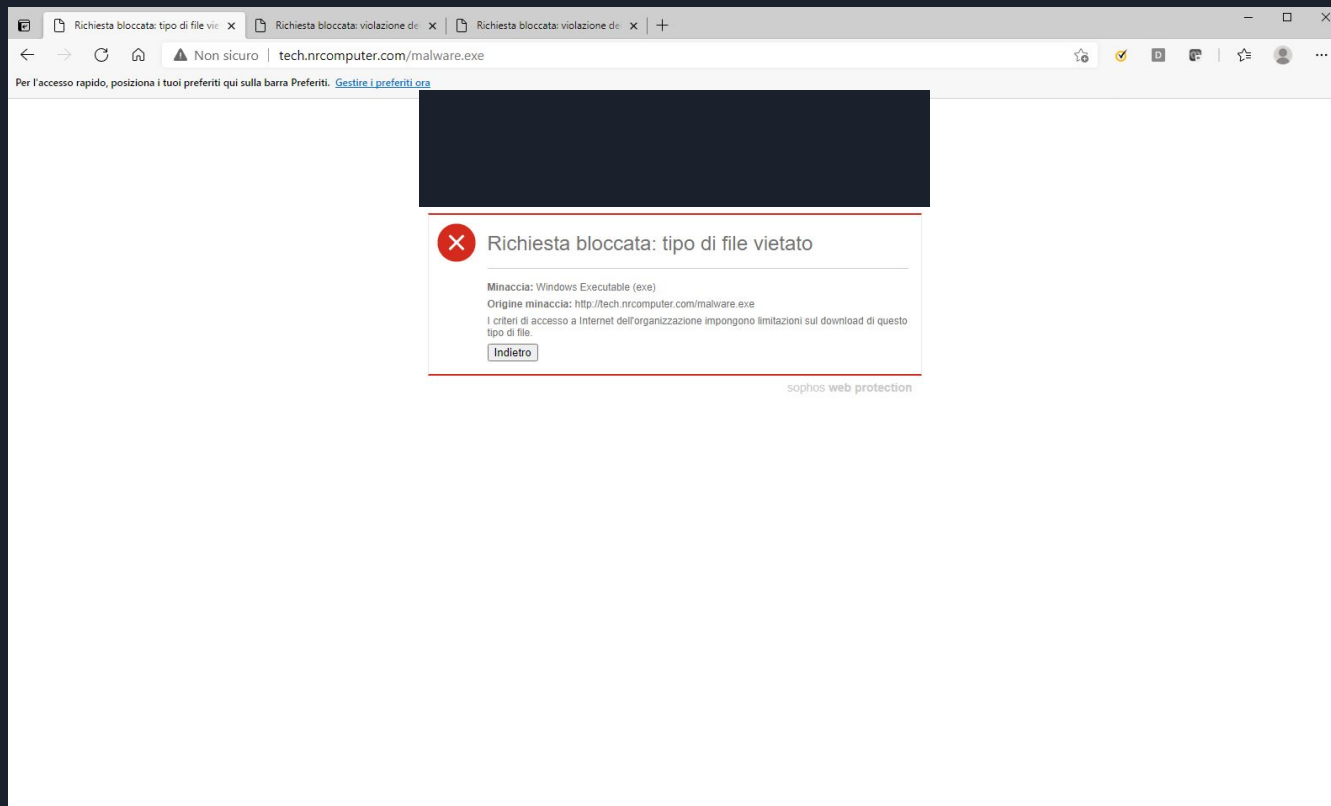 Richiesta bloccata: tipo di file vie
Richiesta bloccata: violazione de
Richiesta bloccata: violazione de
Non sicuro | tech.nrcomputer.com/malware.exe
Per l'accesso rapido, posiziona i tuoi preferiti qui sulla barra Preferiti. Gestire i preferiti ora
Richiesta bloccata: tipo di file vietato
Minaccia: Windows Executable (exe)
Origine minaccia: http://tech.nrcomputer.com/malware.exe
I criteri di accesso a Internet dell'organizzazione impongono limitazioni sul download di questo
tipo di file.
Indietro
sophos web protection